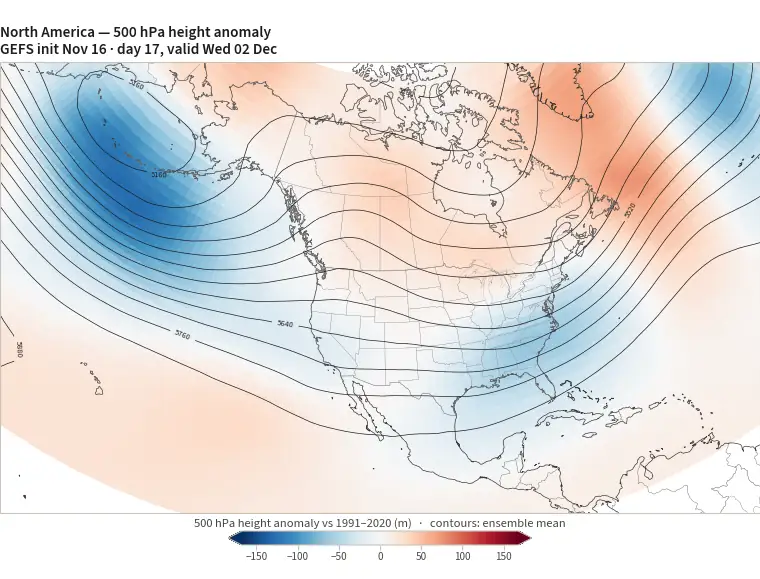 North America — 500 hPa height anomaly
GEFS init Nov 16 · day 17, valid Wed 02 Dec
5160
5160
5520
5640
5760
5880
500 hPa height anomaly vs 1991–2020 (m) · contours: ensemble mean
−150 −100 −50 0 50 100 150